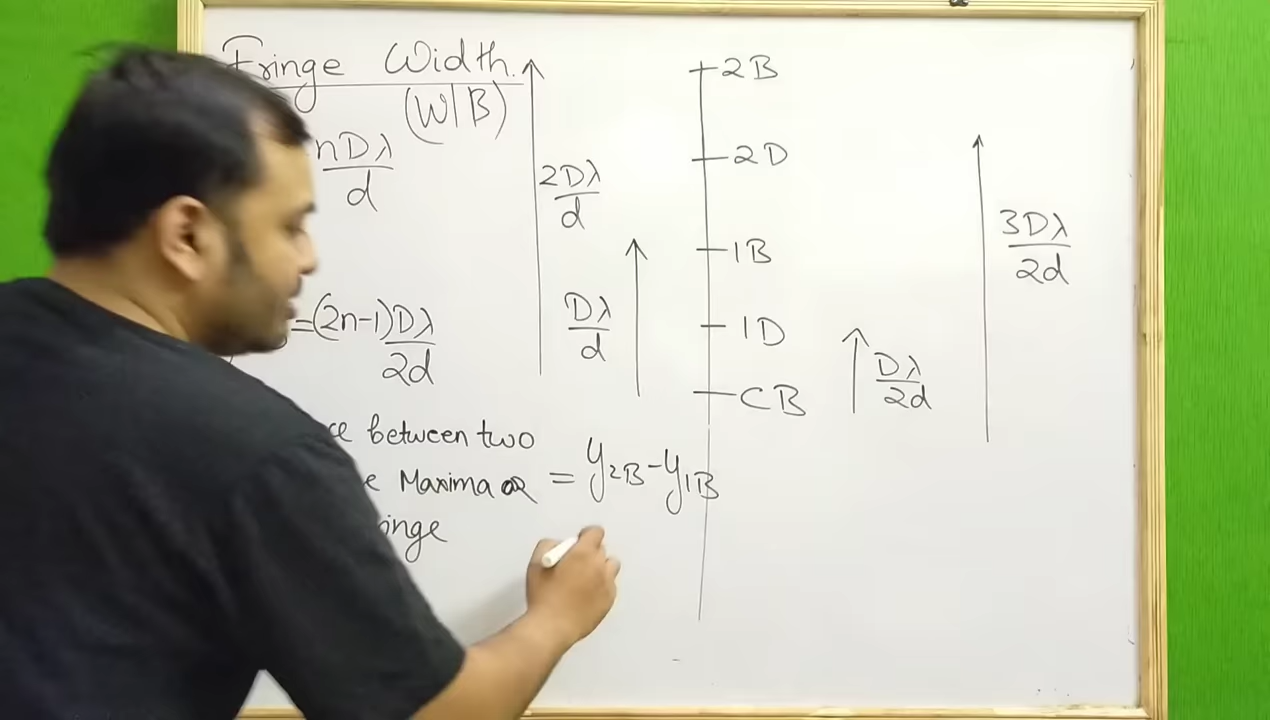 Fringe Width.
(W|B)
nDλ/d
=(2n-1)Dλ/2d
between two
Maxima or = y2B-y1B
2Dλ/d
Dλ/d
2B
2D
1B
1D
CB
Dλ/2d
3Dλ/2d